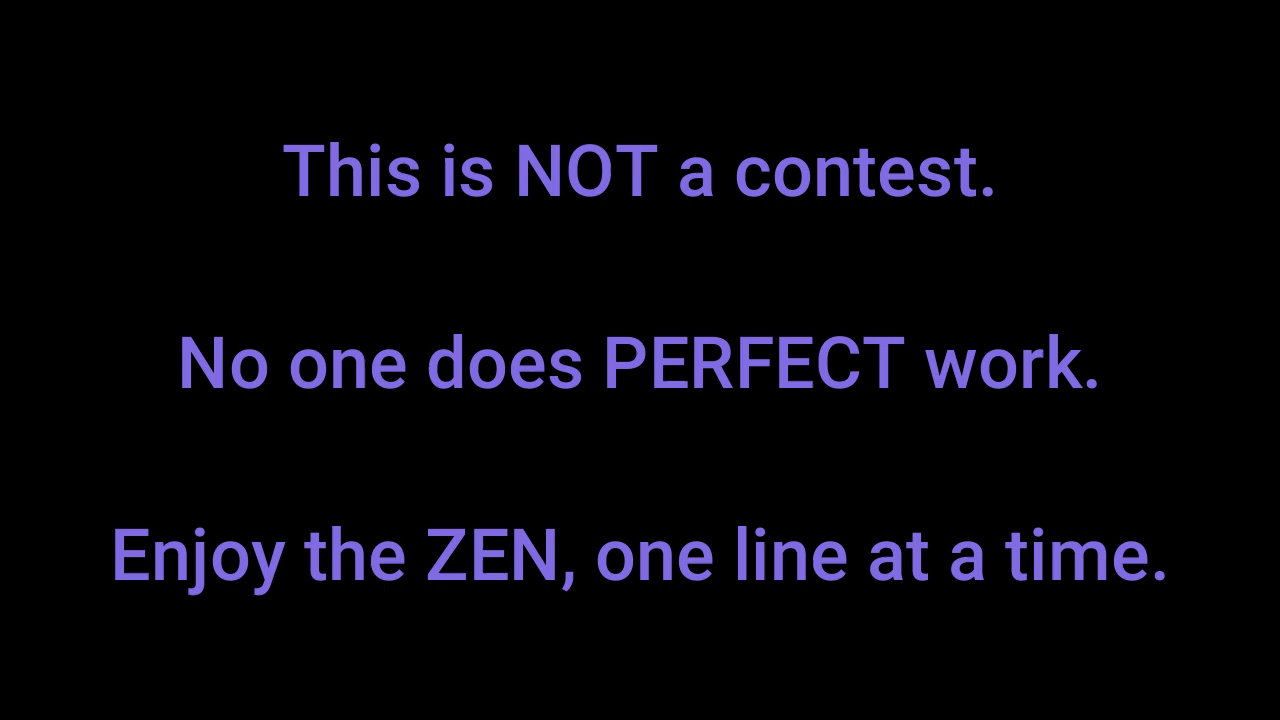 This is NOT a contest.
No one does PERFECT work.
Enjoy the ZEN, one line at a time.